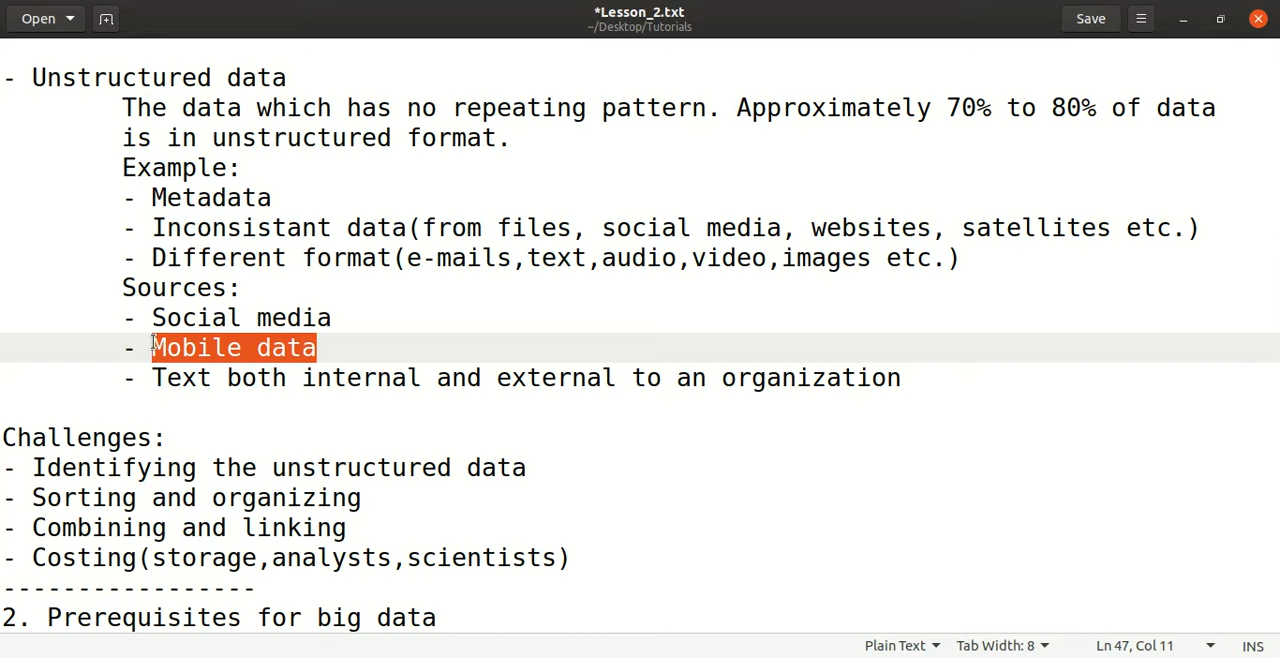 Open
*Lesson_2.txt
~/Desktop/Tutorials
Save
- Unstructured data
The data which has no repeating pattern. Approximately 70% to 80% of data
is in unstructured format.
Example:
- Metadata
- Inconsistant data(from files, social media, websites, satellites etc.)
- Different format(e-mails,text,audio,video,images etc.)
Sources:
- Social media
- Mobile data
- Text both internal and external to an organization
Challenges:
- Identifying the unstructured data
- Sorting and organizing
- Combining and linking
- Costing(storage,analysts,scientists)
-----------------
2. Prerequisites for big data
Plain Text Tab Width: 8 Ln 47, Col 11 INS